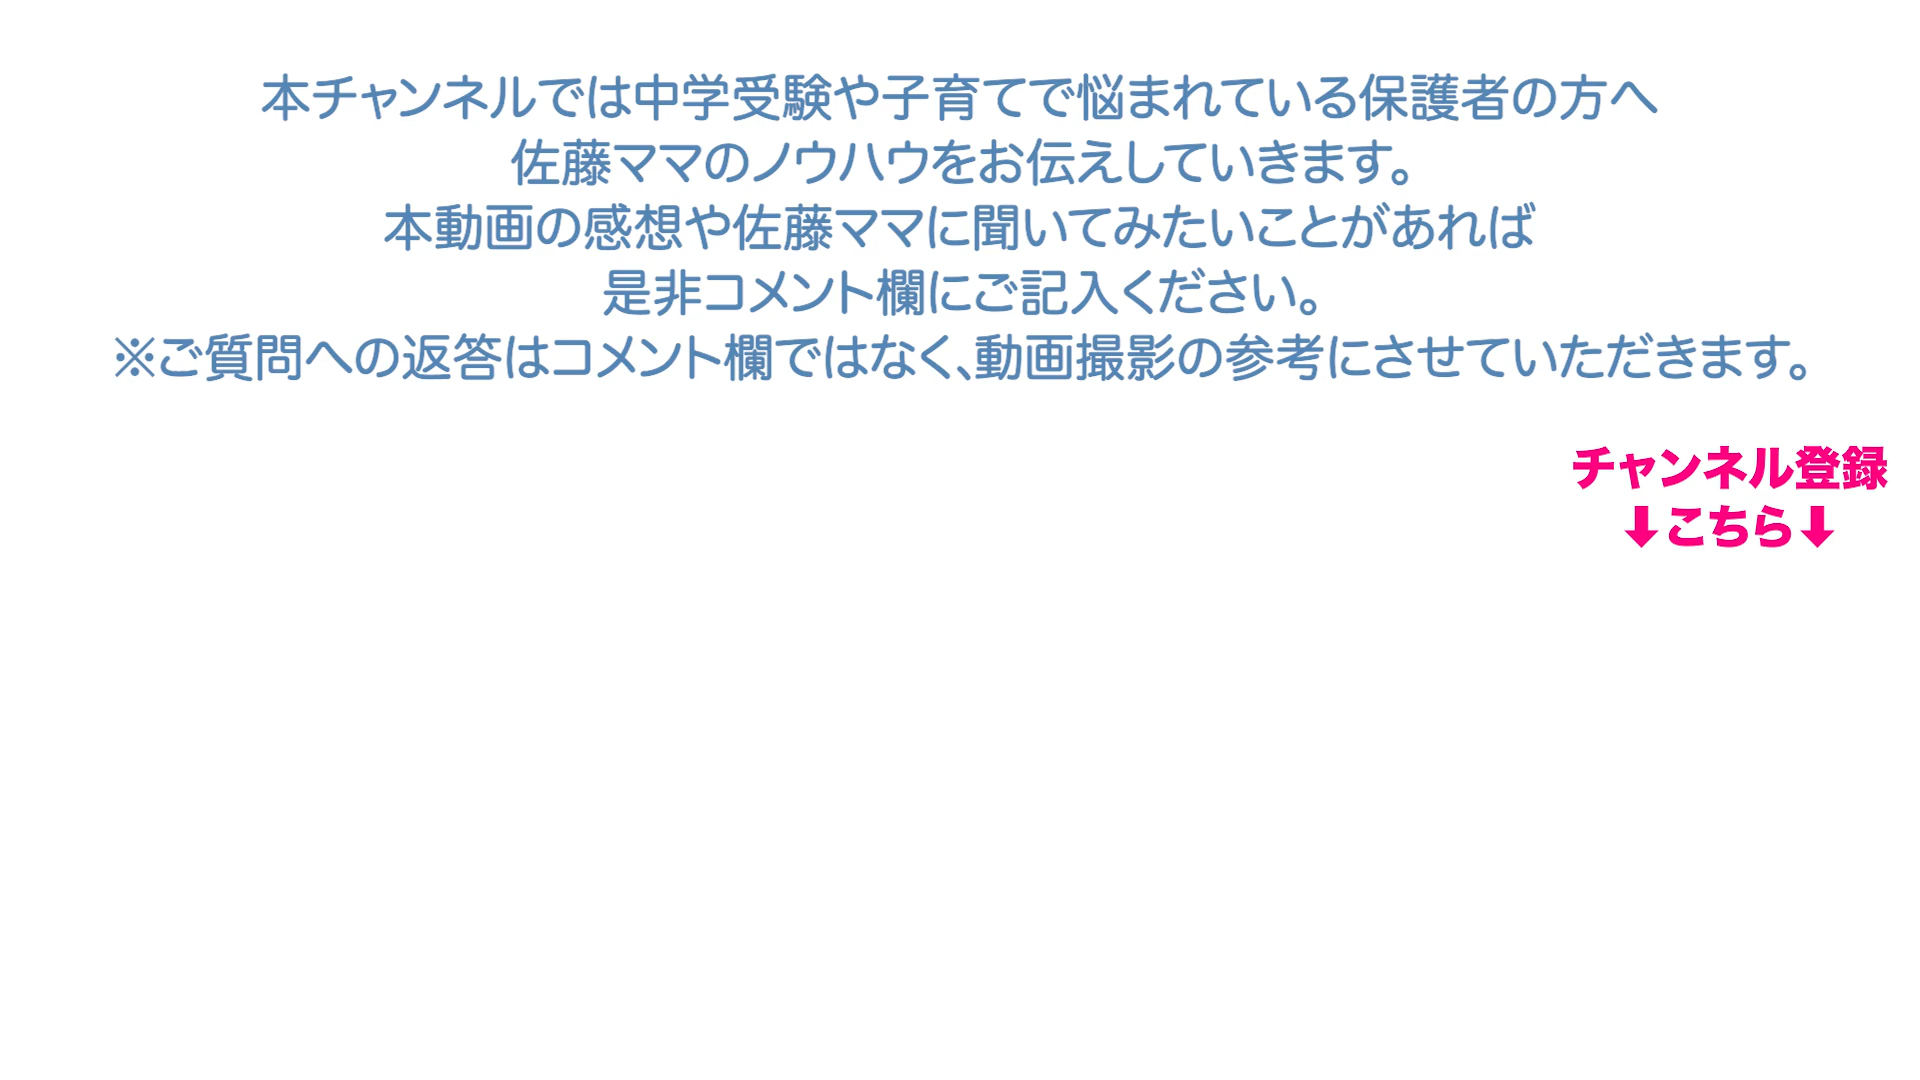 本チャンネルでは中学受験や子育てで悩まれている保護者の方へ
佐藤ママのノウハウをお伝えしていきます。
本動画の感想や佐藤ママに聞いてみたいことがあれば
是非コメント欄にご記入ください。
※ご質問への返答はコメント欄ではなく、動画撮影の参考にさせていただきます。
チャンネル登録
↓こちら↓